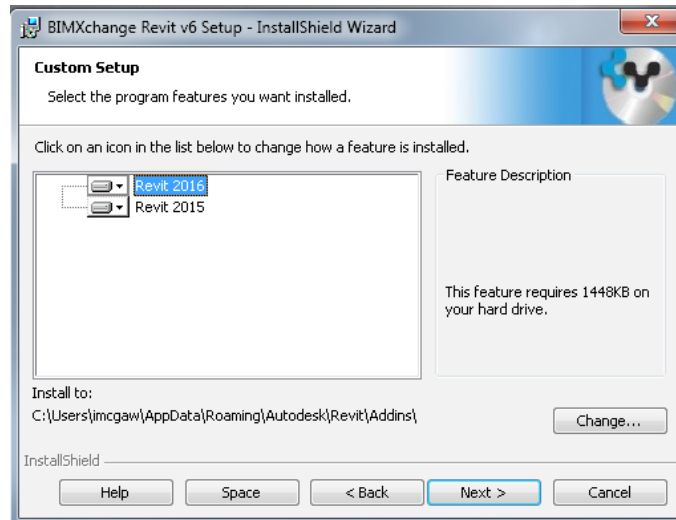 BIMXchange Revit v6 Setup - InstallShield Wizard
Custom Setup
Select the program features you want installed.
Click on an icon in the list below to change how a feature is installed.
Revit 2016
Revit 2015
Feature Description
This feature requires 1448KB on
your hard drive.
Install to:
C:\Users\imcgaw\AppData\Roaming\Autodesk\Revit\Addins\
Change...
InstallShield
Help
Space
< Back
Next >
Cancel